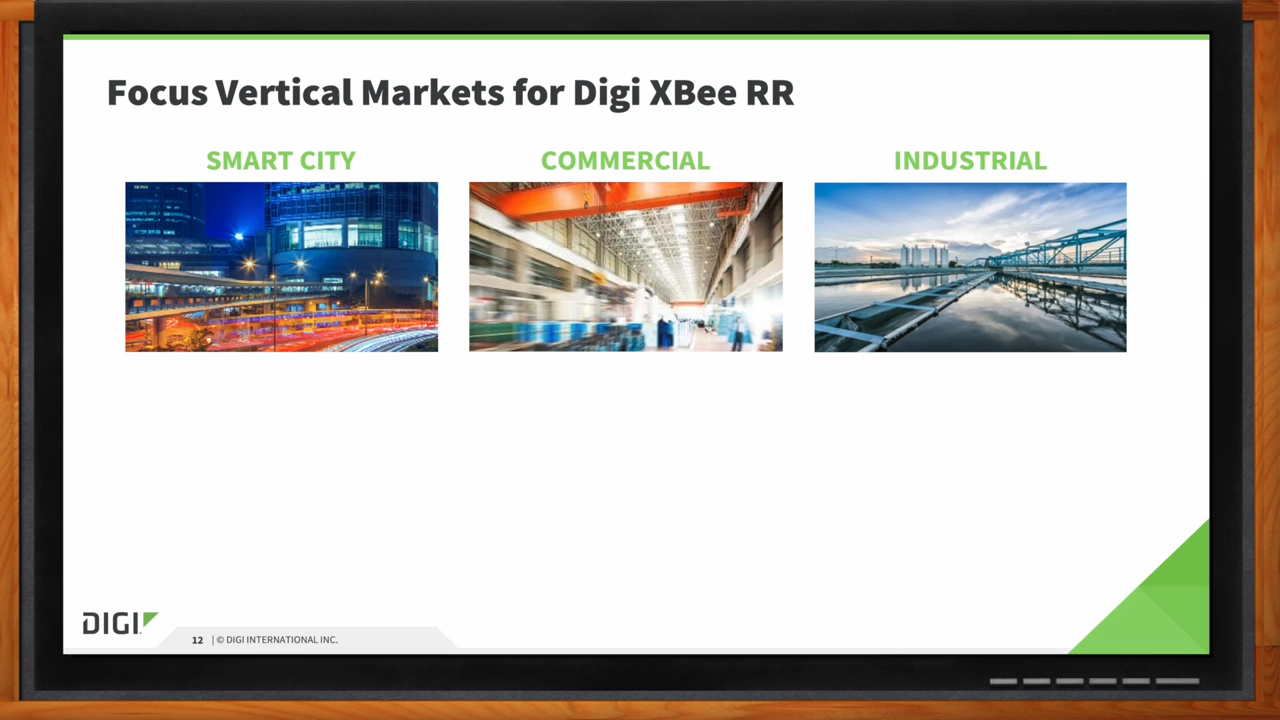 Focus Vertical Markets for Digi XBee RR
SMART CITY
COMMERCIAL
INDUSTRIAL
DIGI
12 | © DIGI INTERNATIONAL INC.